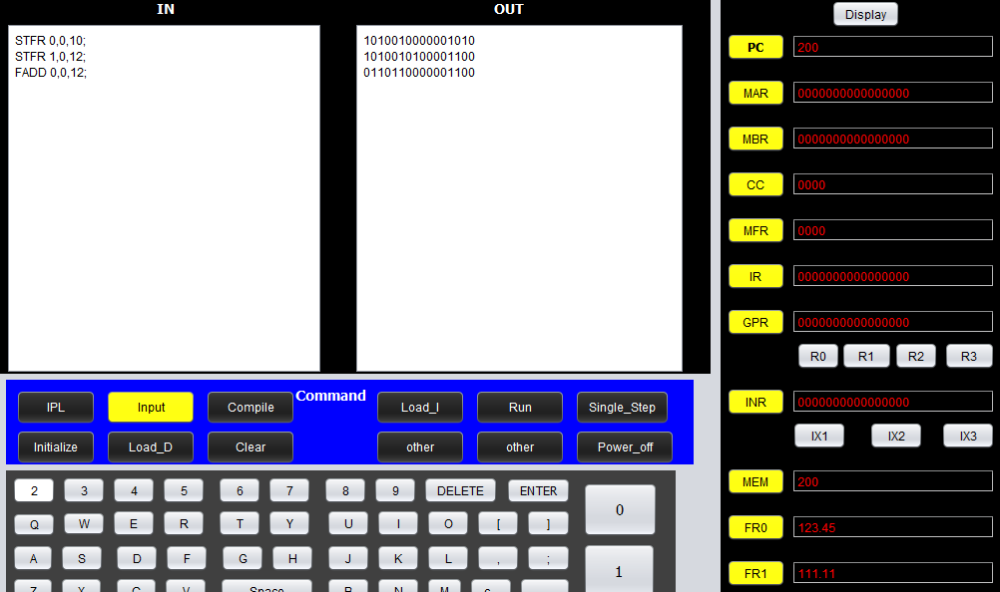 IN
OUT
STFR 0,0,10;
STFR 1,0,12;
FADD 0,0,12;
1010010000001010
1010010100001100
0110110000001100
Display
PC 200
MAR 0000000000000000
MBR 0000000000000000
CC 0000
MFR 0000
IR 0000000000000000
GPR 0000000000000000
R0 R1 R2 R3
INR 0000000000000000
IX1 IX2 IX3
MEM 200
FR0 123.45
FR1 111.11
Command
IPL Input Compile Load_I Run Single_Step
Initialize Load_D Clear other other Power_off
2 3 4 5 6 7 8 9 DELETE ENTER 0
Q W E R T Y U I O [ ]
A S D F G H J K L , ; 1
Space